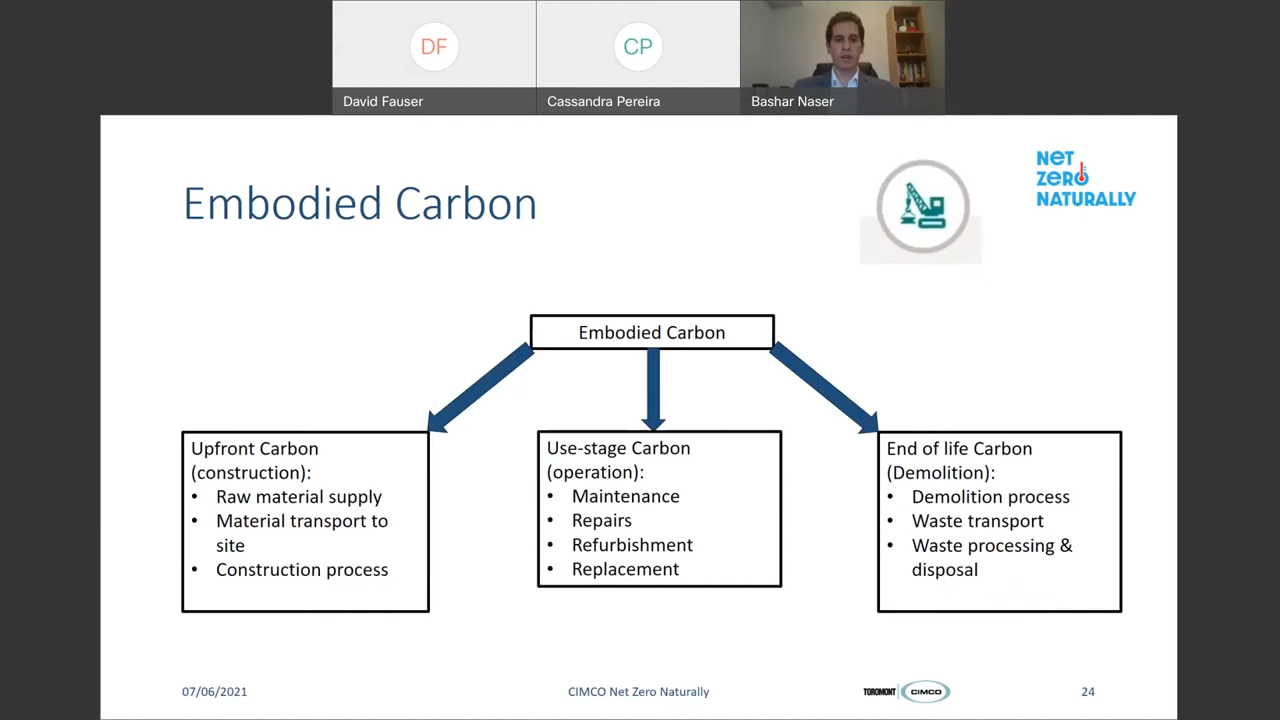 DF
CP
David Fauser
Cassandra Pereira
Bashar Naser
Embodied Carbon
NET
ZERO
NATURALLY
Embodied Carbon
Upfront Carbon
(construction):
• Raw material supply
• Material transport to
site
• Construction process
Use-stage Carbon
(operation):
• Maintenance
• Repairs
• Refurbishment
• Replacement
End of life Carbon
(Demolition):
• Demolition process
• Waste transport
• Waste processing &
disposal
07/06/2021
CIMCO Net Zero Naturally
TOROMONT
CIMCO
24